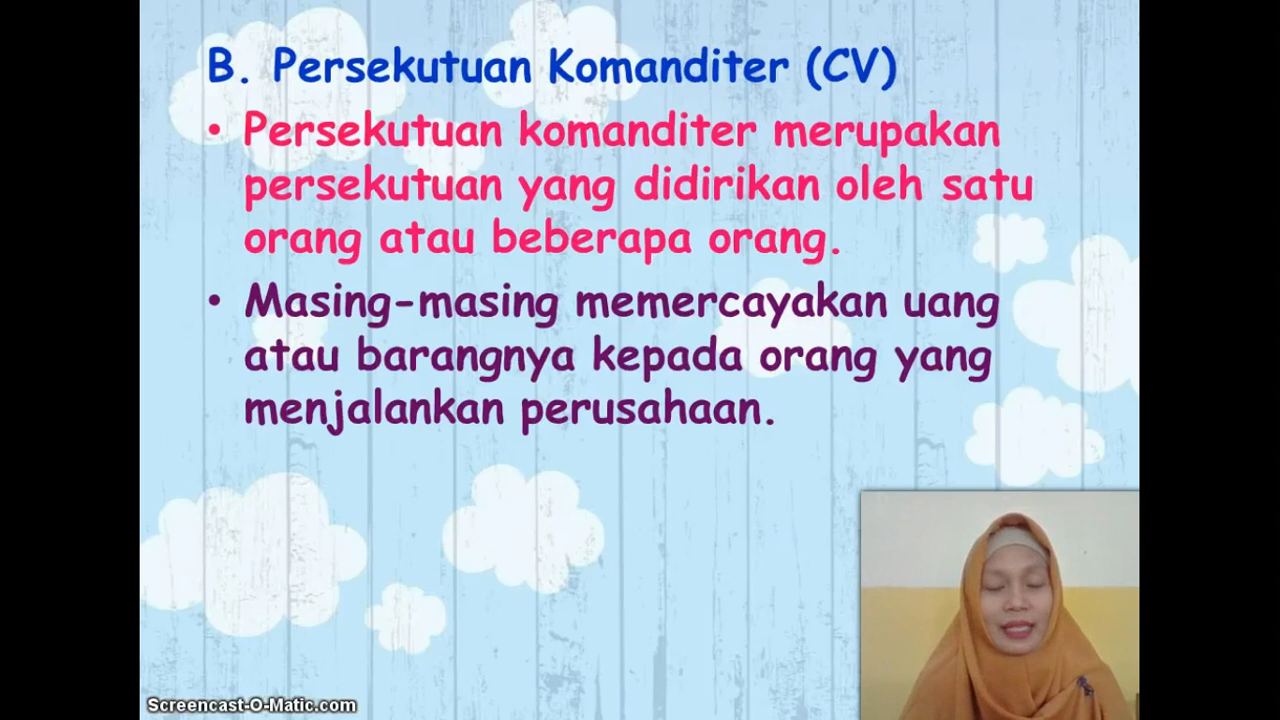 B. Persekutuan Komanditer (CV)
• Persekutuan komanditer merupakan
persekutuan yang didirikan oleh satu
orang atau beberapa orang.
• Masing-masing memercayakan uang
atau barangnya kepada orang yang
menjalankan perusahaan.
Screencast-O-Matic.com